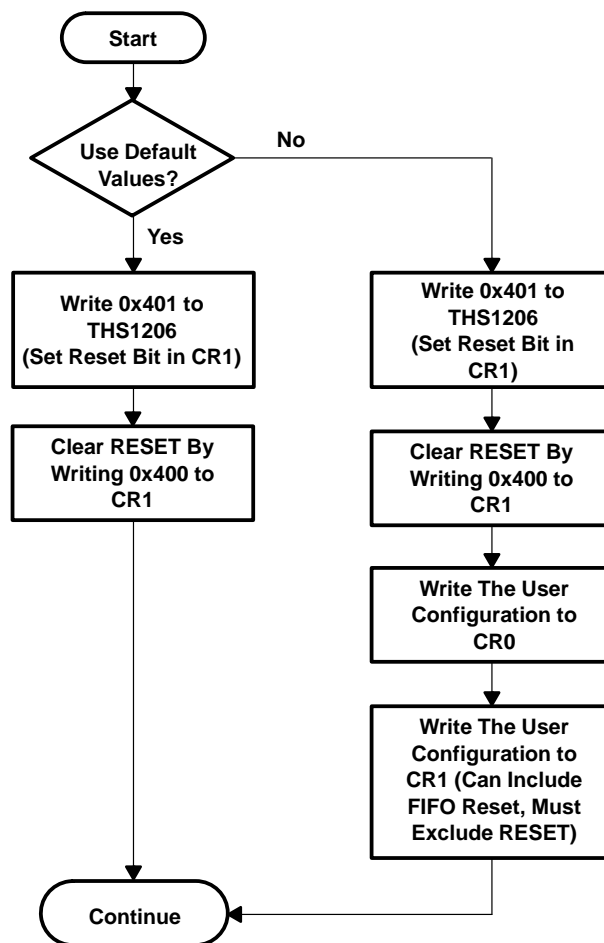 Start
Use Default
Values?
No
Yes
Write 0x401 to
THS1206
(Set Reset Bit in CR1)
Clear RESET By
Writing 0x400 to
CR1
Write 0x401 to
THS1206
(Set Reset Bit in
CR1)
Clear RESET By
Writing 0x400 to
CR1
Write The User
Configuration to
CR0
Write The User
Configuration to
CR1 (Can Include
FIFO Reset, Must
Exclude RESET)
Continue